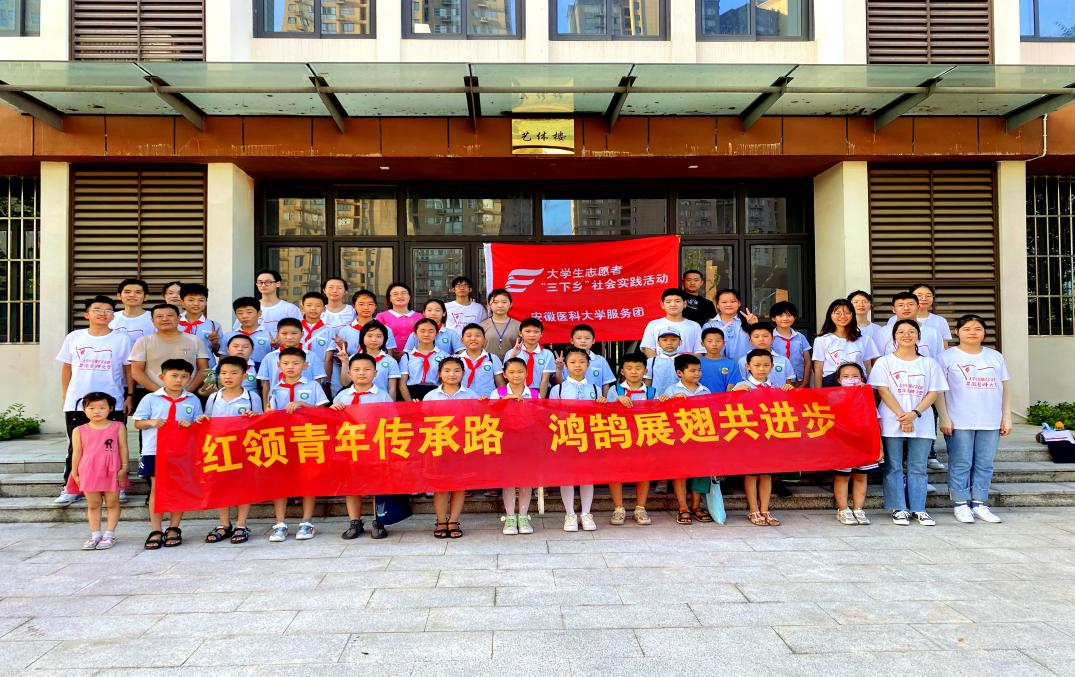 艺体楼
大学生志愿者
“三下乡”社会实践活动
安徽医科大学服务团
红领青年传承路 鸿鹄展翅共进步